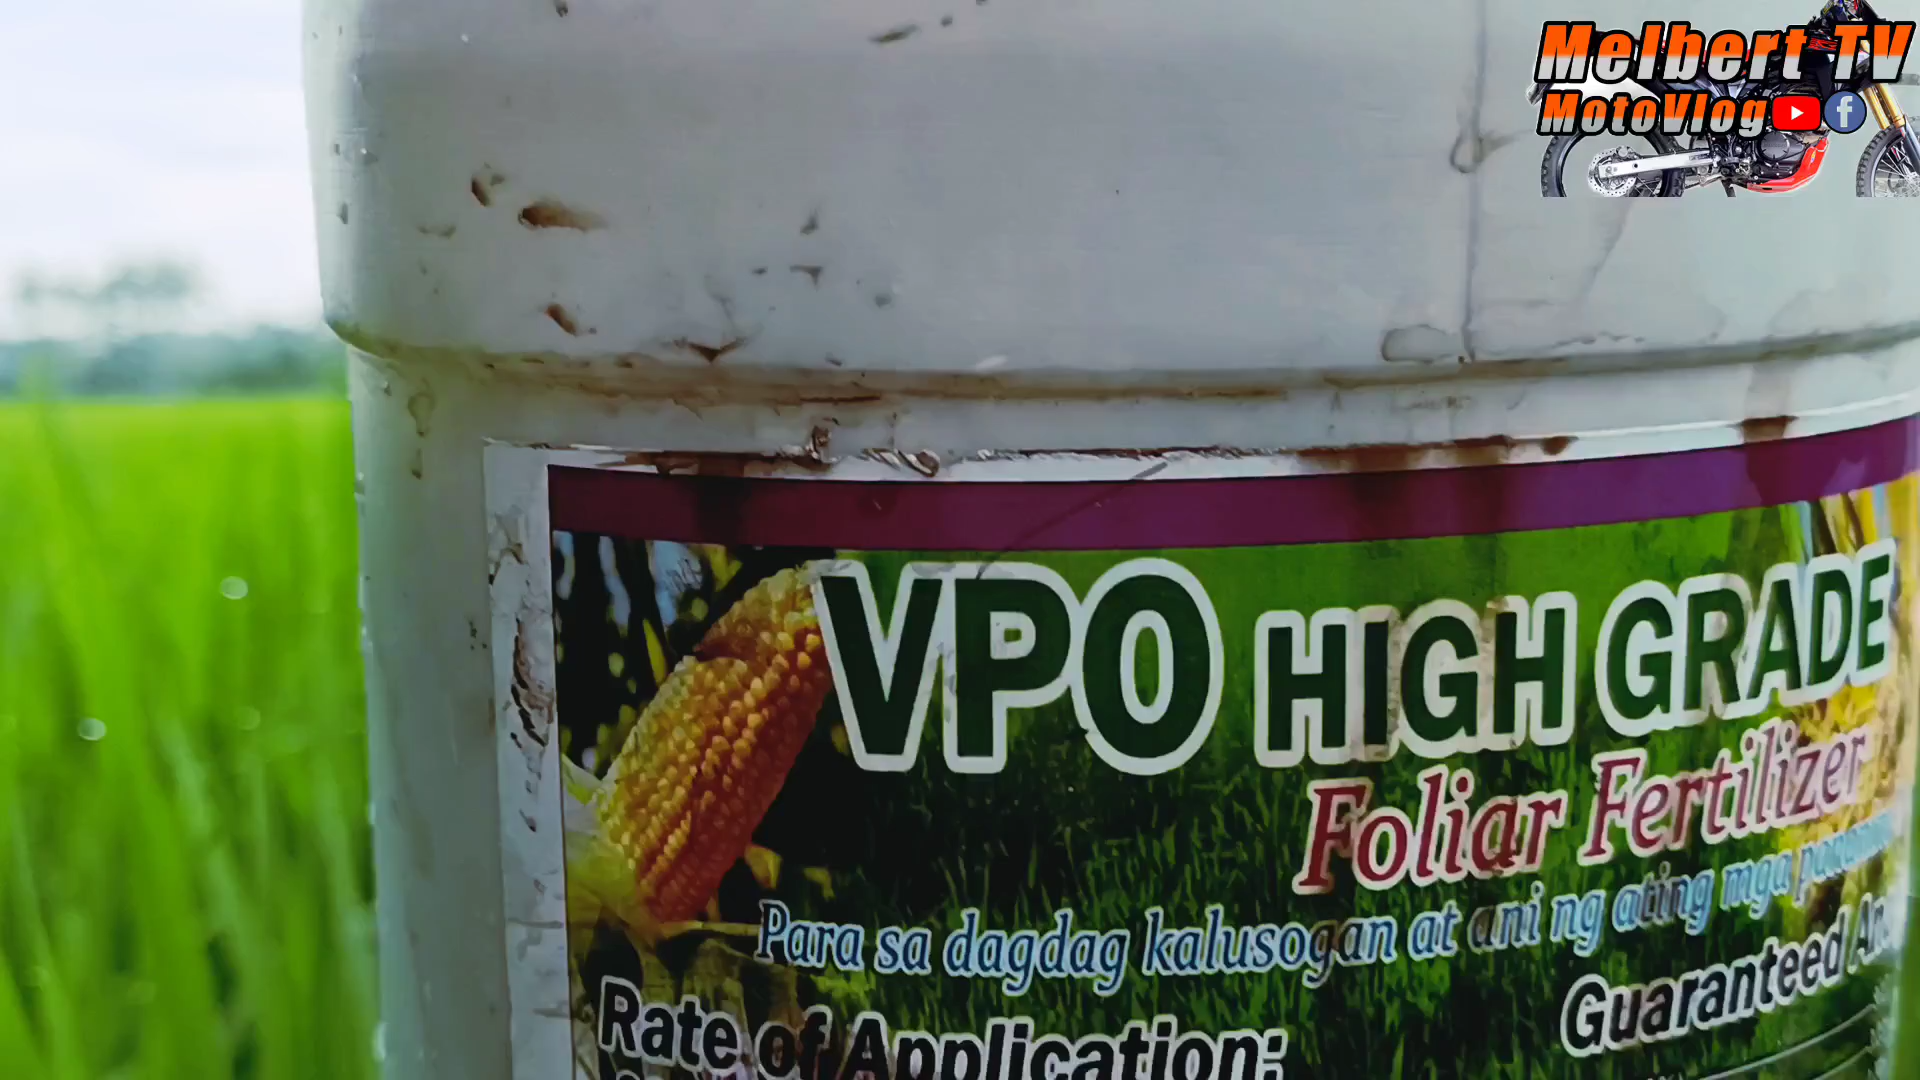 Melbert TV
MotoVlog
VPO HIGH GRADE
Foliar Fertilizer
Para sa dagdag kalusogan at ani ng ating mga
Guaranteed
Rate of Application: